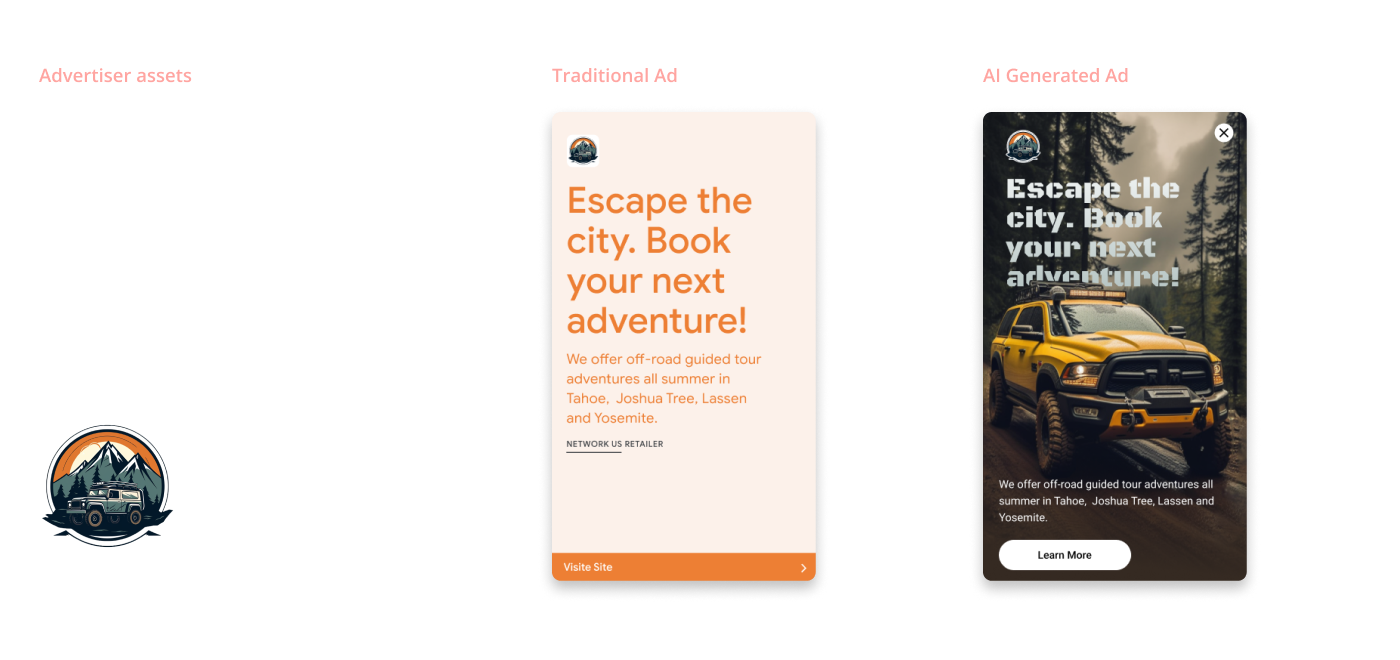 Advertiser assets
Traditional Ad
Escape the
city. Book
your next
adventure!
We offer off-road guided tour
adventures all summer in
Tahoe,  Joshua Tree, Lassen
and Yosemite.
NETWORK US RETAILER
Visite Site
AI Generated Ad
Escape the
city. Book
your next
adventure!
We offer off-road guided tour adventures all
summer in Tahoe,  Joshua Tree, Lassen and
Yosemite.
Learn More